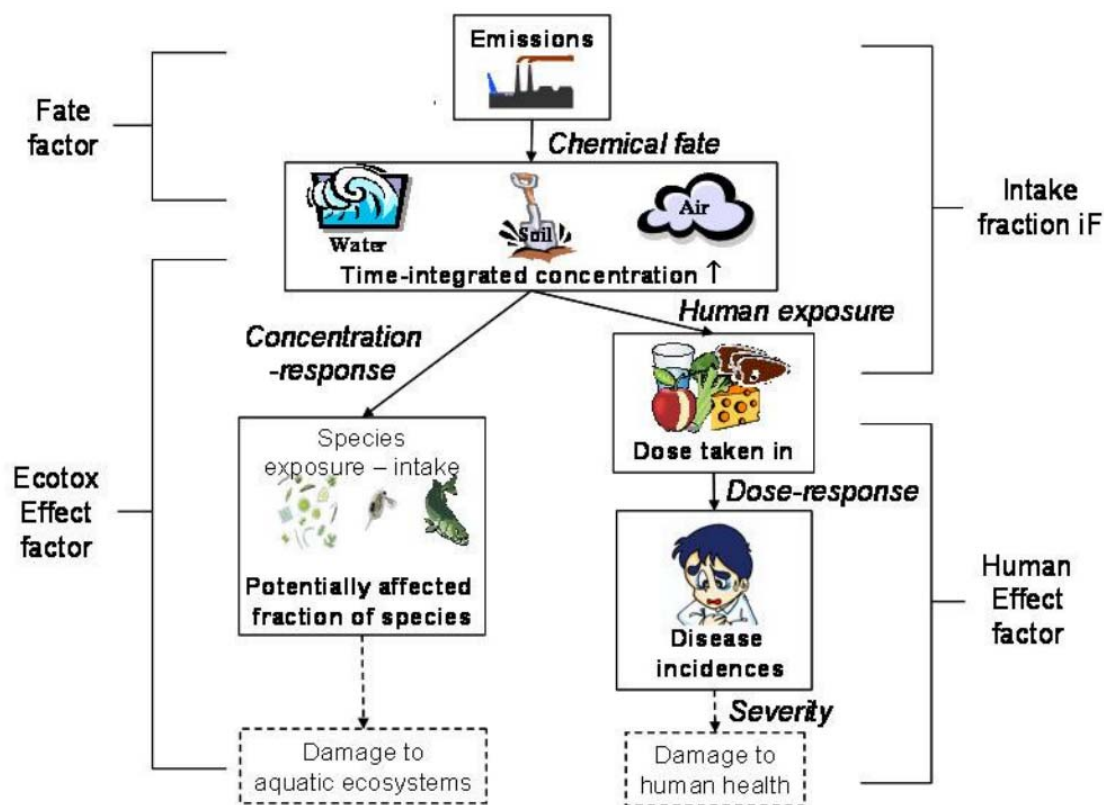 Emissions
Fate
factor
Chemical fate
Intake
fraction iF
Water
Soil
Air
Time-integrated concentration ↑
Concentration
-response
Human exposure
Species
exposure – intake
Potentially affected
fraction of species
Dose taken in
Dose-response
Ecotox
Effect
factor
Disease
incidences
Human
Effect
factor
Severity
Damage to
aquatic ecosystems
Damage to
human health